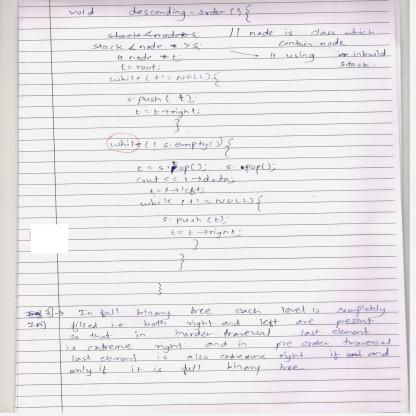 void descending-order(){
stack<node>s; // node is class which
stack <node *> s; contain node
node *t; // using inbuild
t = root; stack.
while(t!=NULL){
s.push(t);
t = t→right;
}
while(!s.empty()){
t = s.top(); s.pop();
cout<<t→data;
t=t→left;
while(t!=NULL){
s.push(t);
t = t→right;
}
}
}
3)→ In full binary tree each level is completely
filled i.e both right and left are present
so that in inorder traversal last element
is extreme right. and in pre order traversal
last element is also extreme right if and
only if it is full binary tree